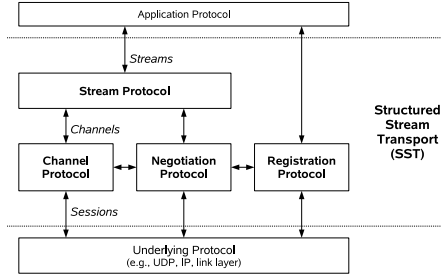 Application Protocol
Streams
Stream Protocol
Structured
Stream
Transport
(SST)
Channels
Channel
Protocol
Negotiation
Protocol
Registration
Protocol
Sessions
Underlying Protocol
(e.g., UDP, IP, link layer)